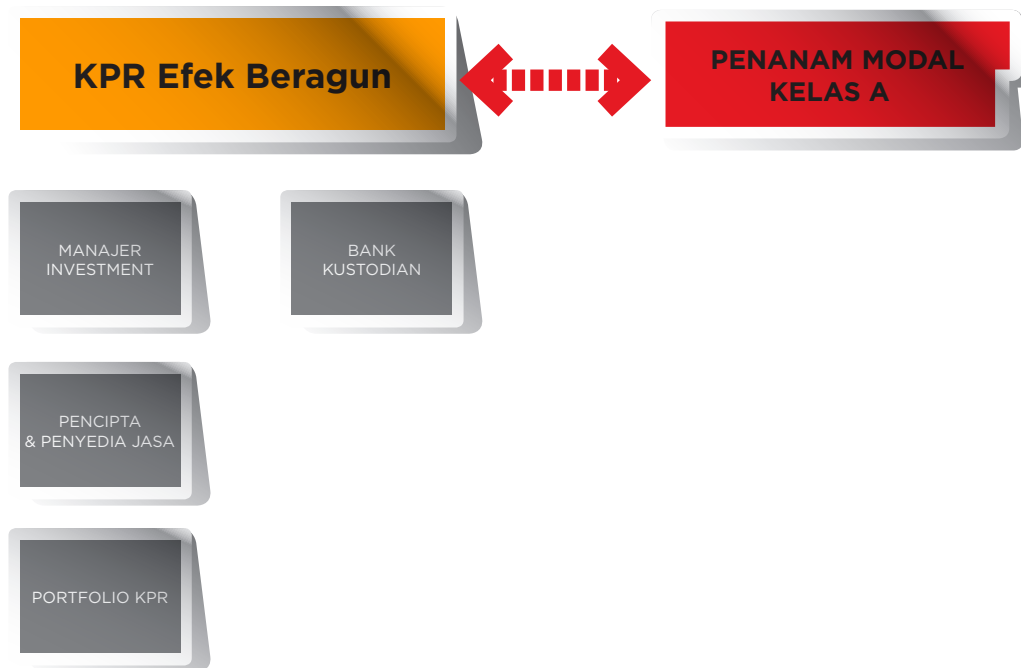 KPR Efek Beragun
PENANAM MODAL
KELAS A
MANAJER
INVESTMENT
BANK
KUSTODIAN
PENCIPTA
& PENYEDIA JASA
PORTFOLIO KPR